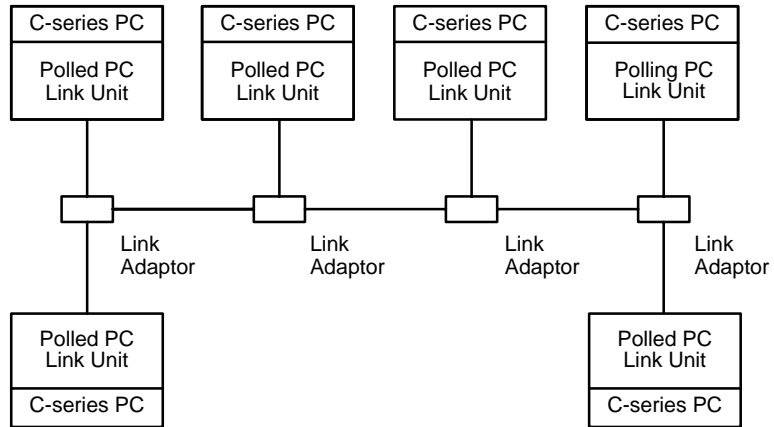 C-series PC
Polled PC
Link Unit
C-series PC
Polled PC
Link Unit
C-series PC
Polled PC
Link Unit
C-series PC
Polling PC
Link Unit
Link
Adaptor
Link
Adaptor
Link
Adaptor
Link
Adaptor
Polled PC
Link Unit
C-series PC
Polled PC
Link Unit
C-series PC